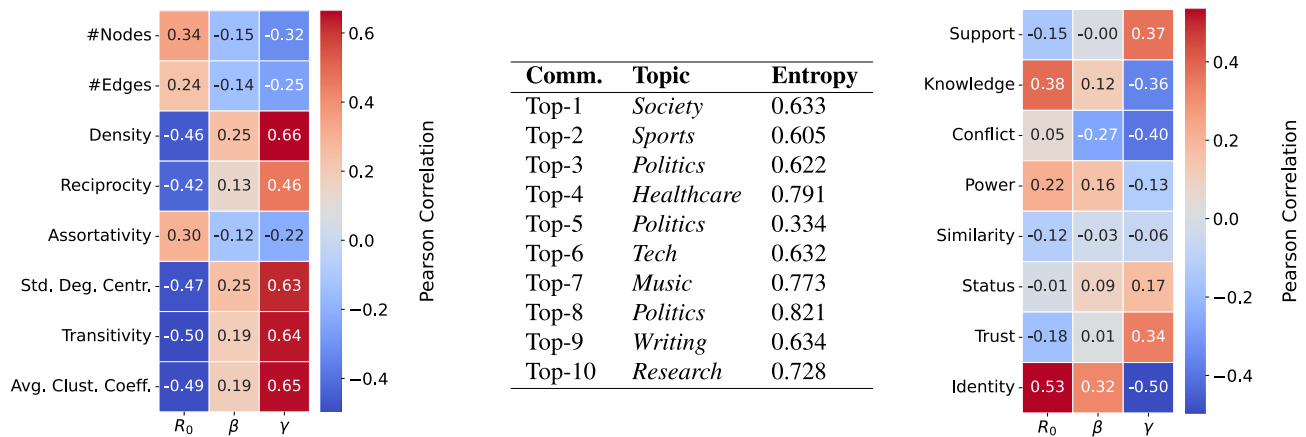 #Nodes 0.34 -0.15 -0.32
#Edges 0.24 -0.14 -0.25
Density -0.46 0.25 0.66
Reciprocity -0.42 0.13 0.46
Assortativity 0.30 -0.12 -0.22
Std. Deg. Centr. -0.47 0.25 0.63
Transitivity -0.50 0.19 0.64
Avg. Clust. Coeff. -0.49 0.19 0.65
R₀ β γ
0.6
0.4
0.2
0.0
−0.2
−0.4
Pearson Correlation
Comm. Topic Entropy
Top-1 Society 0.633
Top-2 Sports 0.605
Top-3 Politics 0.622
Top-4 Healthcare 0.791
Top-5 Politics 0.334
Top-6 Tech 0.632
Top-7 Music 0.773
Top-8 Politics 0.821
Top-9 Writing 0.634
Top-10 Research 0.728
Support -0.15 -0.00 0.37
Knowledge 0.38 0.12 -0.36
Conflict 0.05 -0.27 -0.40
Power 0.22 0.16 -0.13
Similarity -0.12 -0.03 -0.06
Status -0.01 0.09 0.17
Trust -0.18 0.01 0.34
Identity 0.53 0.32 -0.50
R₀ β γ
0.4
0.2
0.0
−0.2
−0.4
Pearson Correlation